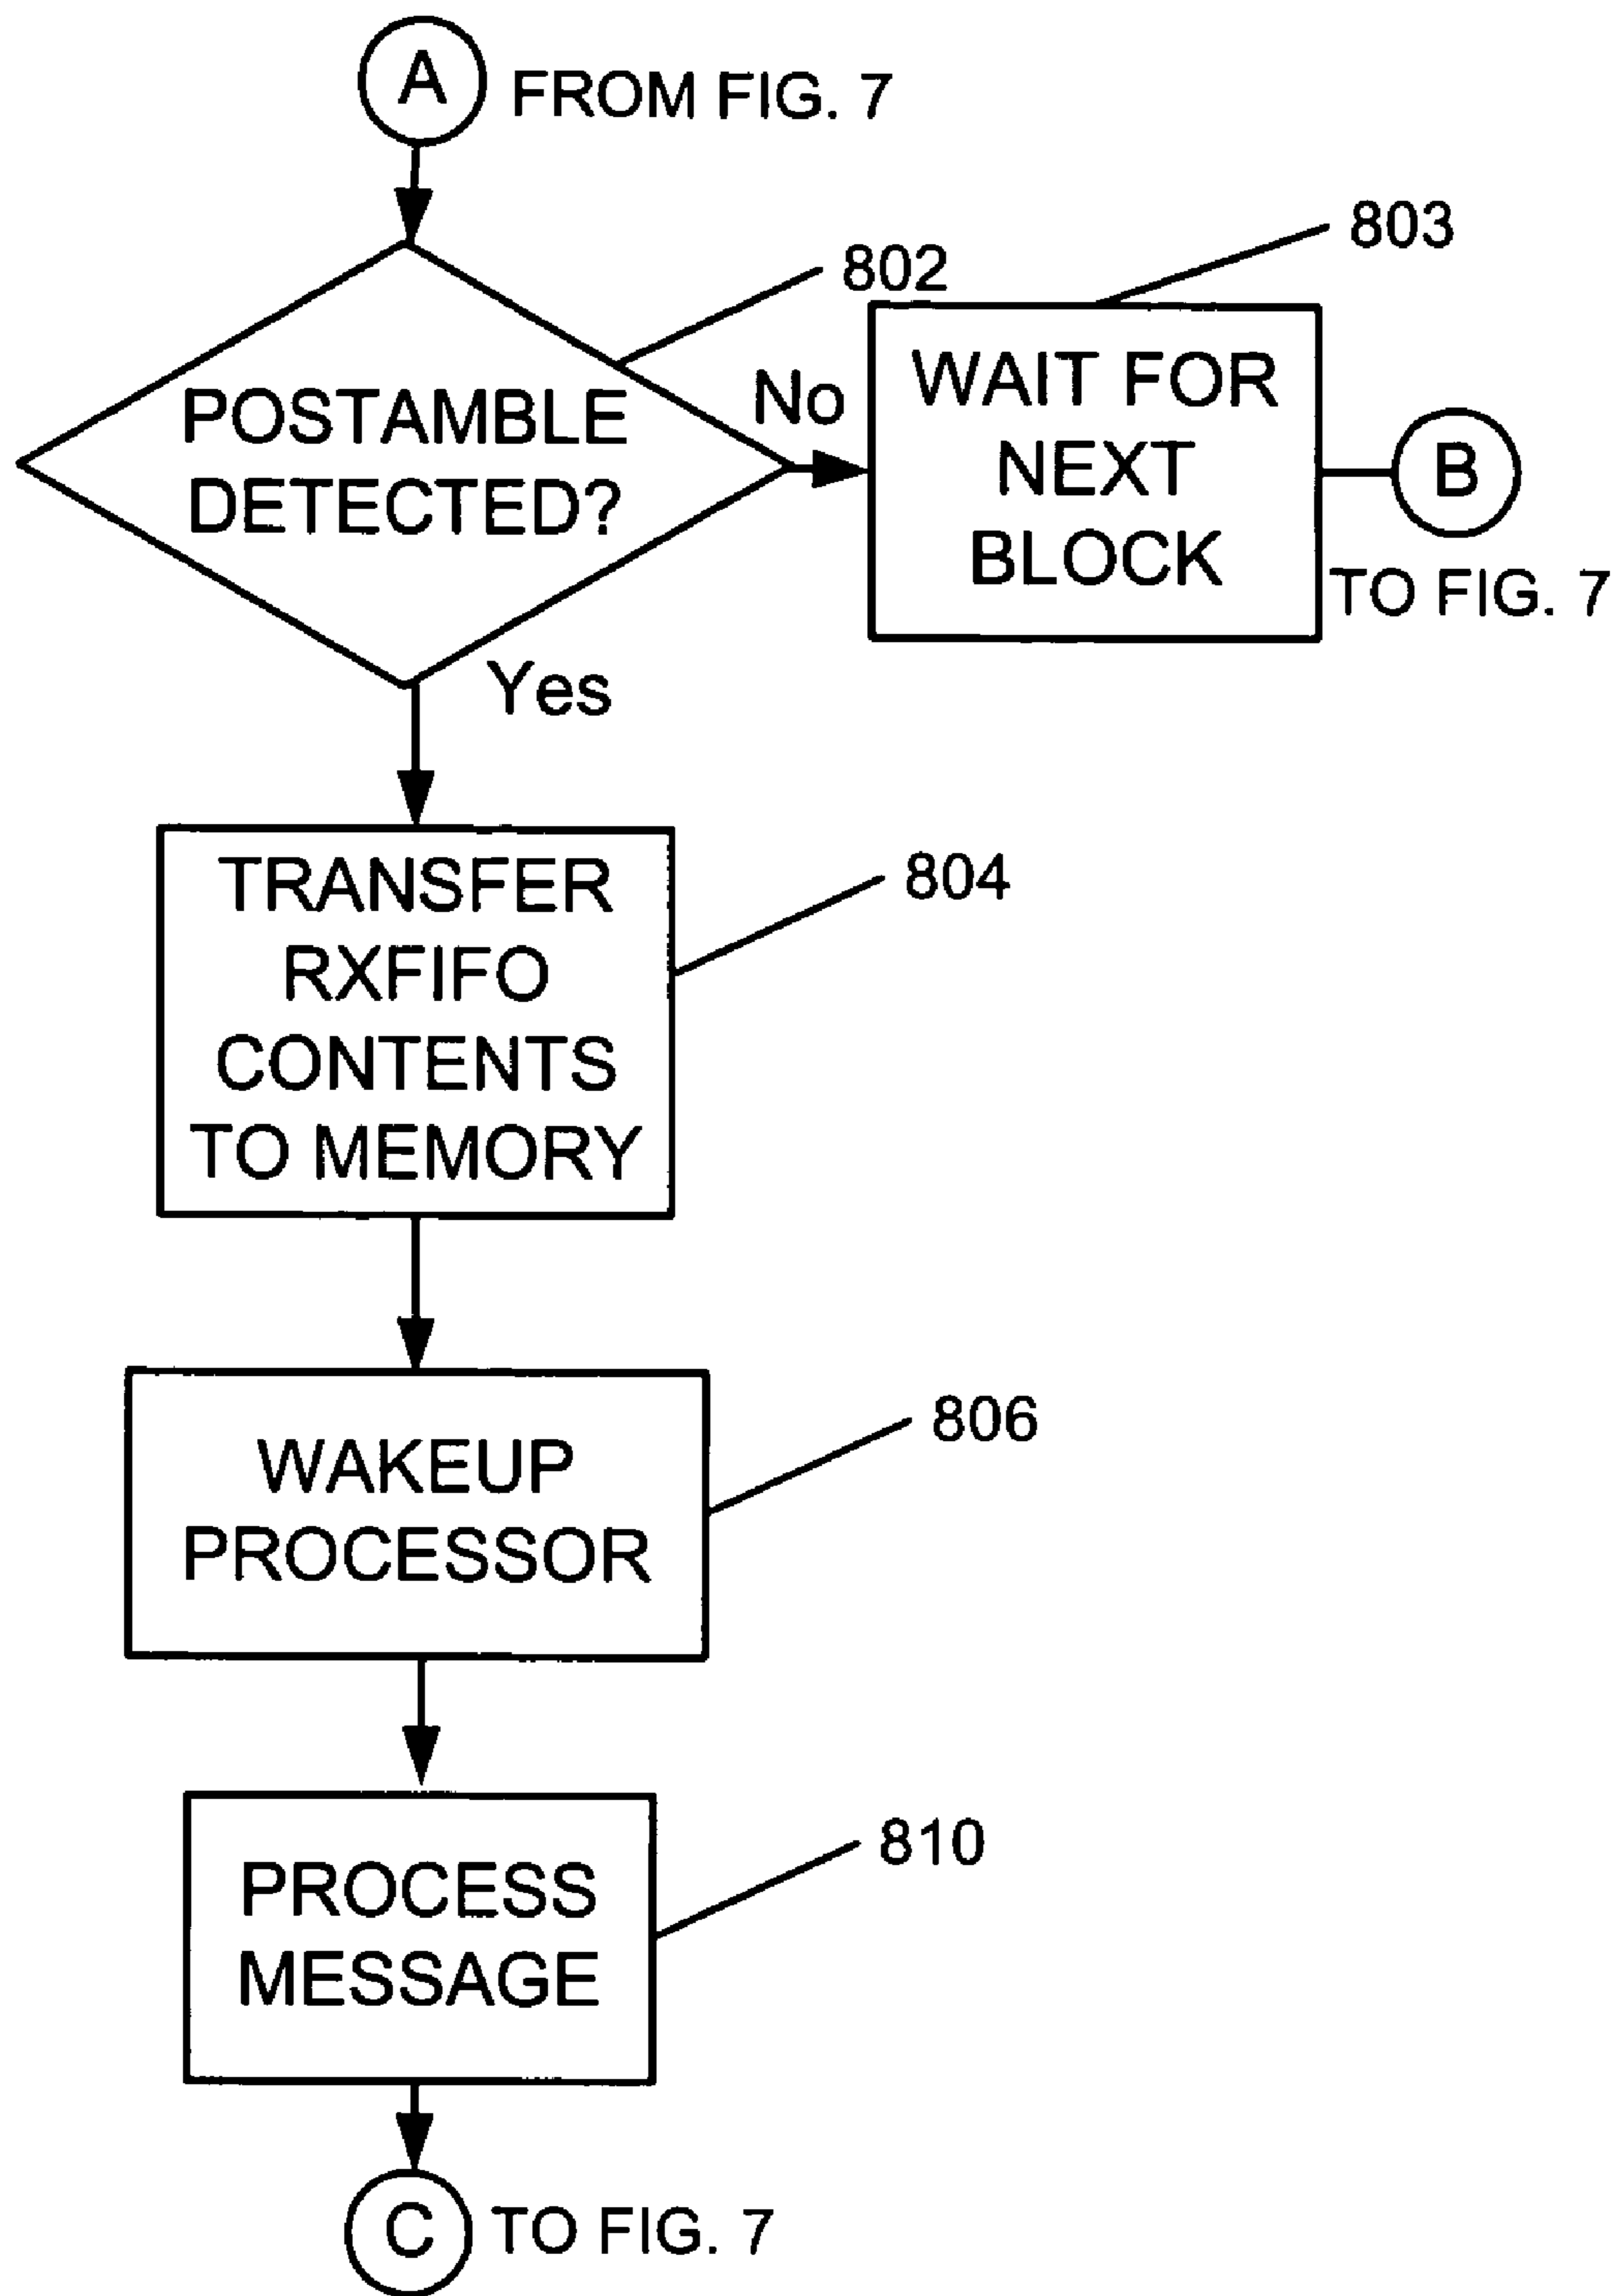 A
FROM FIG. 7
803
802
POSTAMBLE
DETECTED?
No
WAIT FOR
NEXT
BLOCK
B
TO FIG. 7
Yes
TRANSFER
RXFIFO
CONTENTS
TO MEMORY
804
WAKEUP
PROCESSOR
806
PROCESS
MESSAGE
810
C
TO FIG. 7